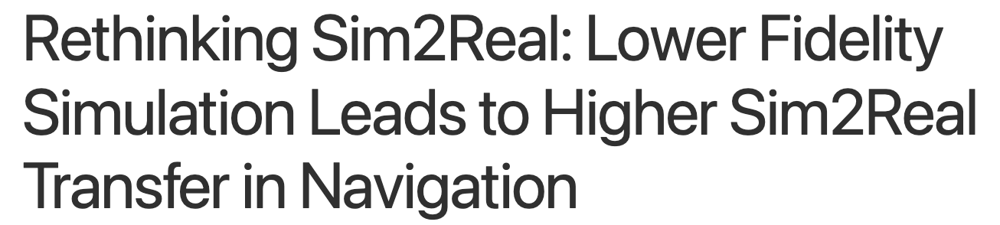 Rethinking Sim2Real: Lower Fidelity
Simulation Leads to Higher Sim2Real
Transfer in Navigation